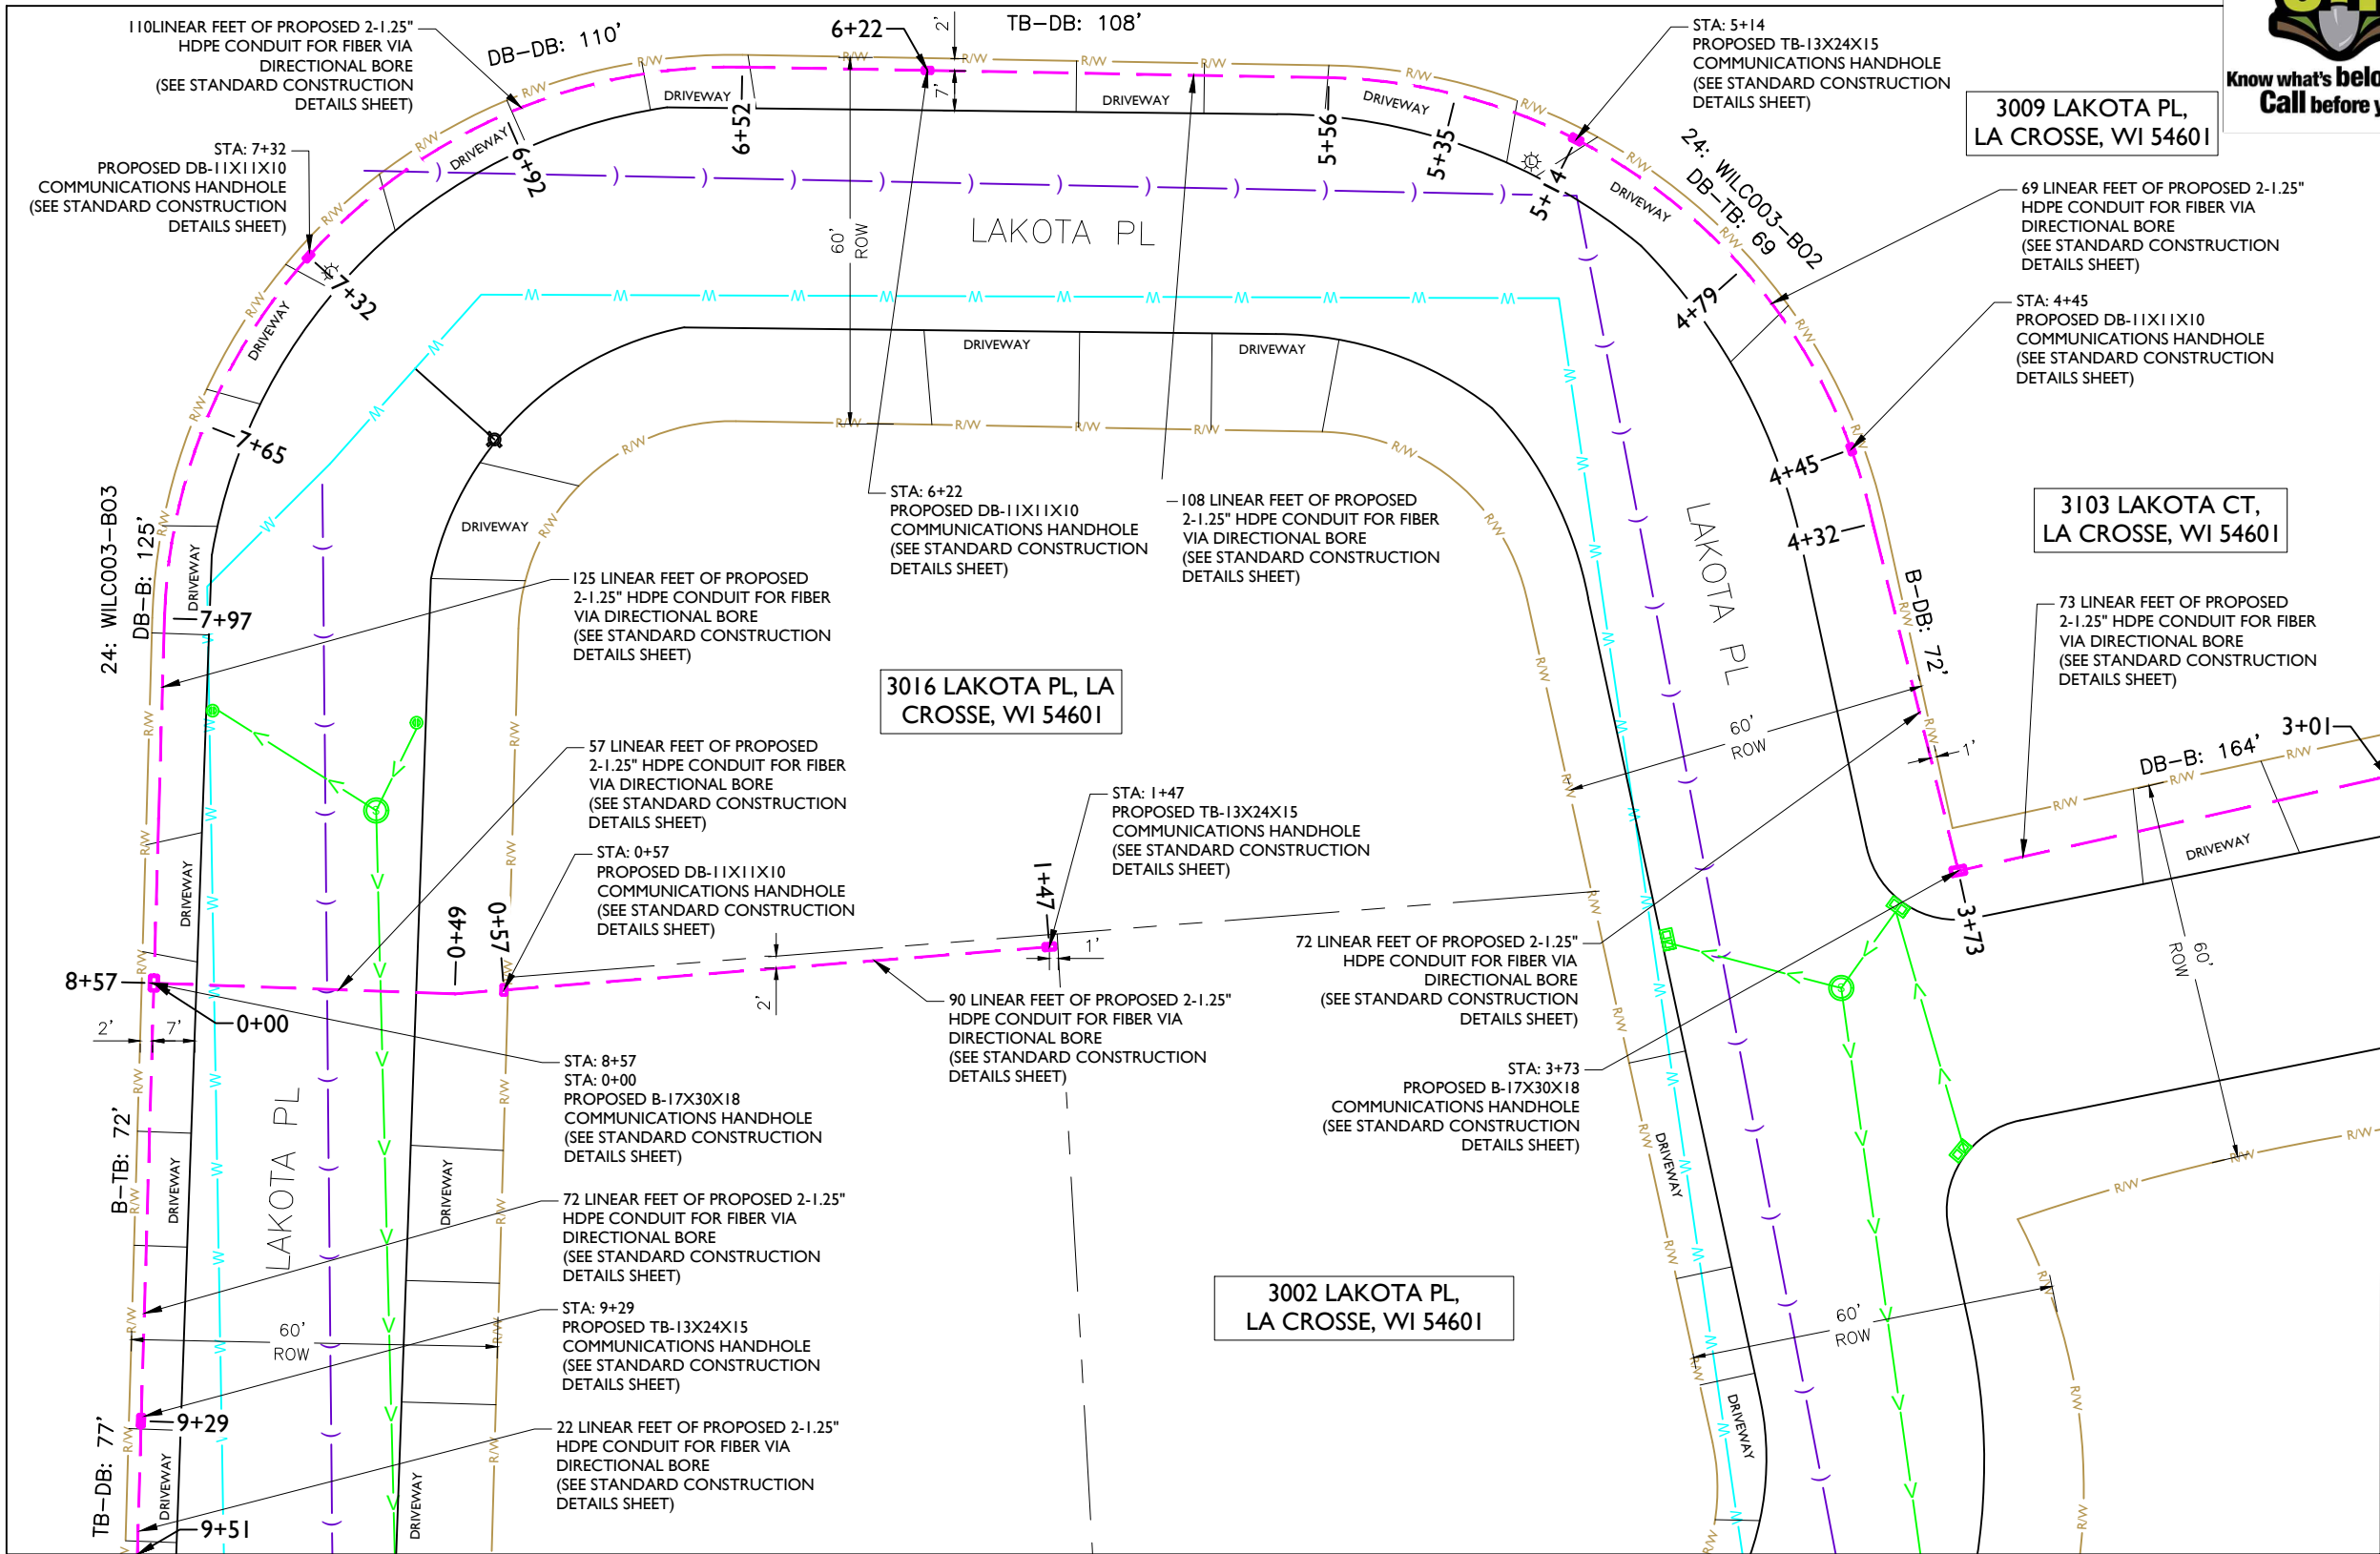 110LINEAR FEET OF PROPOSED 2-1.25"
HDPE CONDUIT FOR FIBER VIA
DIRECTIONAL BORE
(SEE STANDARD CONSTRUCTION
DETAILS SHEET)
DB-DB: 110'
6+22
2'
7'
TB-DB: 108'
STA: 5+14
PROPOSED TB-13X24X15
COMMUNICATIONS HANDHOLE
(SEE STANDARD CONSTRUCTION
DETAILS SHEET)
Know what's
Call before
3009 LAKOTA PL,
LA CROSSE, WI 54601
STA: 7+32
PROPOSED DB-11X11X10
COMMUNICATIONS HANDHOLE
(SEE STANDARD CONSTRUCTION
DETAILS SHEET)
DRIVEWAY
6+92
DRIVEWAY
6+52
DRIVEWAY
5+56
DRIVEWAY
5+35
5+14
DRIVEWAY
24: WILC003-B02
DB-TB: 69
69 LINEAR FEET OF PROPOSED 2-1.25"
HDPE CONDUIT FOR FIBER VIA
DIRECTIONAL BORE
(SEE STANDARD CONSTRUCTION
DETAILS SHEET)
LAKOTA PL
60'
ROW
7+32
DRIVEWAY
4+79
STA: 4+45
PROPOSED DB-11X11X10
COMMUNICATIONS HANDHOLE
(SEE STANDARD CONSTRUCTION
DETAILS SHEET)
DRIVEWAY
DRIVEWAY
7+65
4+45
4+32
24: WILC003-B03
DB-B: 125'
DRIVEWAY
DRIVEWAY
7+97
STA: 6+22
PROPOSED DB-11X11X10
COMMUNICATIONS HANDHOLE
(SEE STANDARD CONSTRUCTION
DETAILS SHEET)
108 LINEAR FEET OF PROPOSED
2-1.25" HDPE CONDUIT FOR FIBER
VIA DIRECTIONAL BORE
(SEE STANDARD CONSTRUCTION
DETAILS SHEET)
LAKOTA PL
3103 LAKOTA CT,
LA CROSSE, WI 54601
125 LINEAR FEET OF PROPOSED
2-1.25" HDPE CONDUIT FOR FIBER
VIA DIRECTIONAL BORE
(SEE STANDARD CONSTRUCTION
DETAILS SHEET)
B-DB: 72'
73 LINEAR FEET OF PROPOSED
2-1.25" HDPE CONDUIT FOR FIBER
VIA DIRECTIONAL BORE
(SEE STANDARD CONSTRUCTION
DETAILS SHEET)
3016 LAKOTA PL, LA
CROSSE, WI 54601
60'
ROW
1'
3+01
DB-B: 164'
57 LINEAR FEET OF PROPOSED
2-1.25" HDPE CONDUIT FOR FIBER
VIA DIRECTIONAL BORE
(SEE STANDARD CONSTRUCTION
DETAILS SHEET)
STA: 1+47
PROPOSED TB-13X24X15
COMMUNICATIONS HANDHOLE
(SEE STANDARD CONSTRUCTION
DETAILS SHEET)
DRIVEWAY
DRIVEWAY
STA: 0+57
PROPOSED DB-11X11X10
COMMUNICATIONS HANDHOLE
(SEE STANDARD CONSTRUCTION
DETAILS SHEET)
0+49
0+57
1+47
1'
2'
3+73
60'
ROW
72 LINEAR FEET OF PROPOSED 2-1.25"
HDPE CONDUIT FOR FIBER VIA
DIRECTIONAL BORE
(SEE STANDARD CONSTRUCTION
DETAILS SHEET)
8+57
0+00
2'
7'
90 LINEAR FEET OF PROPOSED 2-1.25"
HDPE CONDUIT FOR FIBER VIA
DIRECTIONAL BORE
(SEE STANDARD CONSTRUCTION
DETAILS SHEET)
STA: 8+57
STA: 0+00
PROPOSED B-17X30X18
COMMUNICATIONS HANDHOLE
(SEE STANDARD CONSTRUCTION
DETAILS SHEET)
STA: 3+73
PROPOSED B-17X30X18
COMMUNICATIONS HANDHOLE
(SEE STANDARD CONSTRUCTION
DETAILS SHEET)
B-TB: 72'
DRIVEWAY
LAKOTA PL
DRIVEWAY
DRIVEWAY
72 LINEAR FEET OF PROPOSED 2-1.25"
HDPE CONDUIT FOR FIBER VIA
DIRECTIONAL BORE
(SEE STANDARD CONSTRUCTION
DETAILS SHEET)
3002 LAKOTA PL,
LA CROSSE, WI 54601
60'
ROW
60'
ROW
STA: 9+29
PROPOSED TB-13X24X15
COMMUNICATIONS HANDHOLE
(SEE STANDARD CONSTRUCTION
DETAILS SHEET)
9+29
DRIVEWAY
TB-DB: 77'
DRIVEWAY
DRIVEWAY
22 LINEAR FEET OF PROPOSED 2-1.25"
HDPE CONDUIT FOR FIBER VIA
DIRECTIONAL BORE
(SEE STANDARD CONSTRUCTION
DETAILS SHEET)
9+51